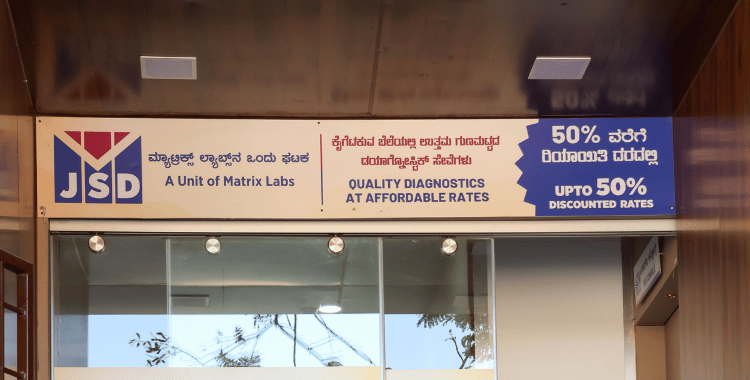 JSD
ಮ್ಯಾಟ್ರಿಕ್ಸ್ ಲ್ಯಾಬ್ಸ್‌ನ ಒಂದು ಘಟಕ
A Unit of Matrix Labs
ಕೈಗೆಟಕುವ ಬೆಲೆಯಲ್ಲಿ ಉತ್ತಮ ಗುಣಮಟ್ಟದ
ಡಯಾಗ್ನೋಸ್ಟಿಕ್ ಸೇವೆಗಳು
QUALITY DIAGNOSTICS
AT AFFORDABLE RATES
50% ವರೆಗೆ
ರಿಯಾಯಿತಿ ದರದಲ್ಲಿ
UPTO 50%
DISCOUNTED RATES